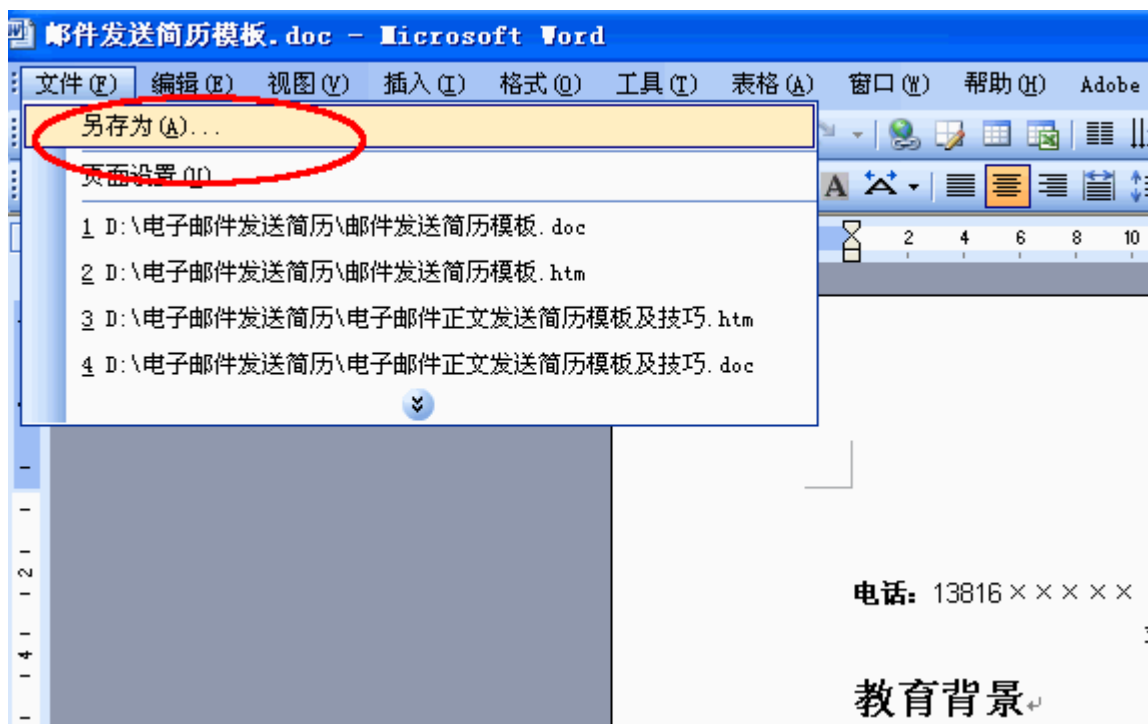 邮件发送简历模板.doc - Microsoft Word
文件(F) 编辑(E) 视图(V) 插入(I) 格式(O) 工具(T) 表格(A) 窗口(W) 帮助(H) Adobe
另存为(A)...
页面设置(U)...
1 D:\电子邮件发送简历\邮件发送简历模板.doc
2 D:\电子邮件发送简历\邮件发送简历模板.htm
3 D:\电子邮件发送简历\电子邮件正文发送简历模板及技巧.htm
4 D:\电子邮件发送简历\电子邮件正文发送简历模板及技巧.doc
A
2 4 6 8 10
2
4
电话：13816×××××
教育背景